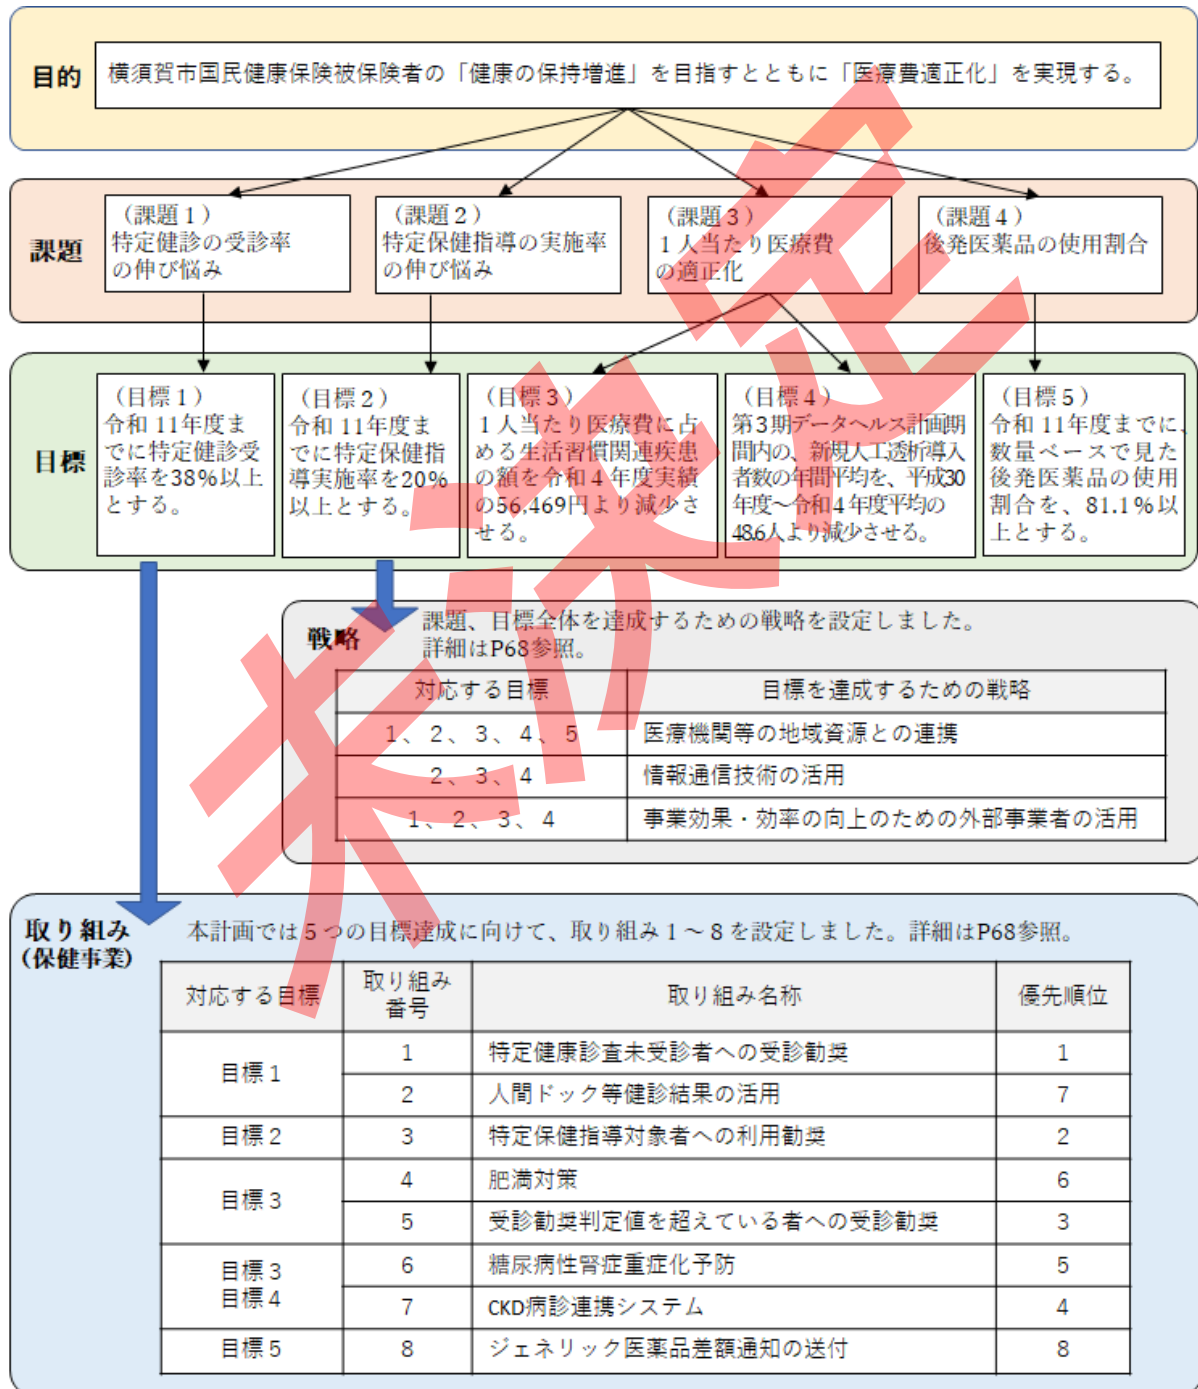 目的
横須賀市国民健康保険被保険者の「健康の保持増進」を目指すとともに「医療費適正化」を実現する。
課題
（課題１）
特定健診の受診率
の伸び悩み
（課題２）
特定保健指導の実施率
の伸び悩み
（課題３）
１人当たり医療費
の適正化
（課題４）
後発医薬品の使用割合
目標
（目標１）
令和 11年度ま
でに特定健診受
診率を38%以上
とする。
（目標２）
令和 11年度ま
でに特定保健指
導実施率を20%
以上とする。
（目標３）
１人当たり医療費に占
める生活習慣関連疾患
の額を令和４年度実績
の56,469円より減少さ
せる。
（目標４）
第３期データヘルス計画期
間内の、新規人工透析導入
者数の年間平均を、平成30
年度～令和４年度平均の
48.6人より減少させる。
（目標５）
令和 11年度までに、
数量ベースで見た
後発医薬品の使用
割合を、81.1%以
上とする。
戦略
課題、目標全体を達成するための戦略を設定しました。
詳細はP68参照。
対応する目標 目標を達成するための戦略
１、２、３、４、５ 医療機関等の地域資源との連携
２、３、４ 情報通信技術の活用
１、２、３、４ 事業効果・効率の向上のための外部事業者の活用
取り組み
（保健事業）
本計画では５つの目標達成に向けて、取り組み１～８を設定しました。詳細はP68参照。
対応する目標 取り組み番号 取り組み名称 優先順位
目標１ 1 特定健康診査未受診者への受診勧奨 1
2 人間ドック等健診結果の活用 7
目標２ 3 特定保健指導対象者への利用勧奨 2
目標３ 4 肥満対策 6
5 受診勧奨判定値を超えている者への受診勧奨 3
目標３ 6 糖尿病性腎症重症化予防 5
目標４ 7 CKD病診連携システム 4
目標５ 8 ジェネリック医薬品差額通知の送付 8
未決定